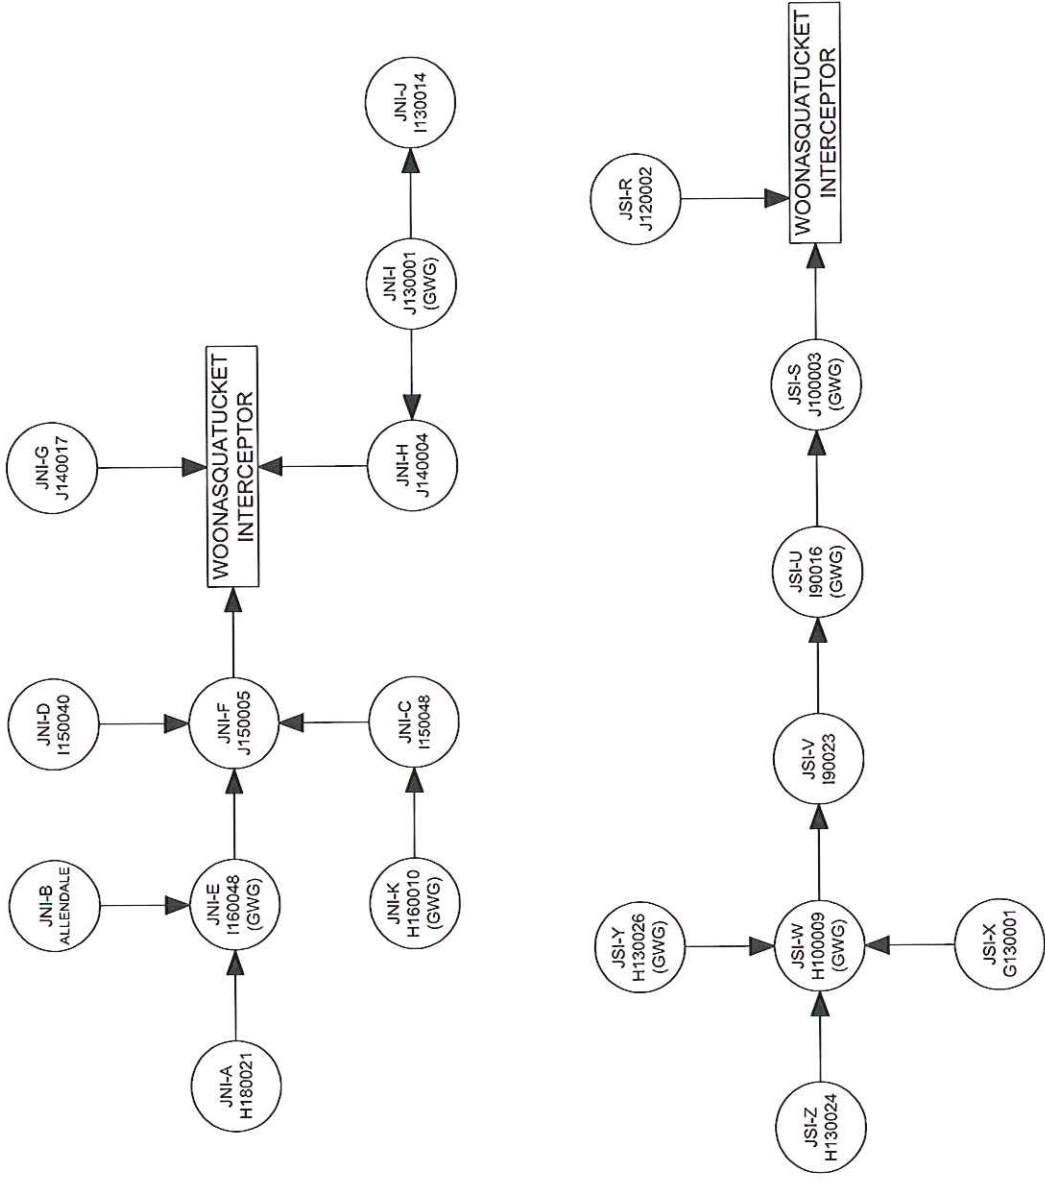 JNI-A
H180021
JNI-B
ALLENDALE
JNI-E
I160048
(GWG)
JNI-K
H160010
(GWG)
JNI-D
I150040
JNI-F
J150005
JNI-C
I150048
JNI-G
J140017
WOONASQUATUCKET
INTERCEPTOR
JNI-H
J140004
JNI-I
J130001
(GWG)
JNI-J
I130014
JSI-Z
H130024
JSI-Y
H130026
(GWG)
JSI-W
H100009
(GWG)
JSI-X
G130001
JSI-V
I90023
JSI-U
I90016
(GWG)
JSI-S
J100003
(GWG)
JSI-R
J120002
WOONASQUATUCKET
INTERCEPTOR